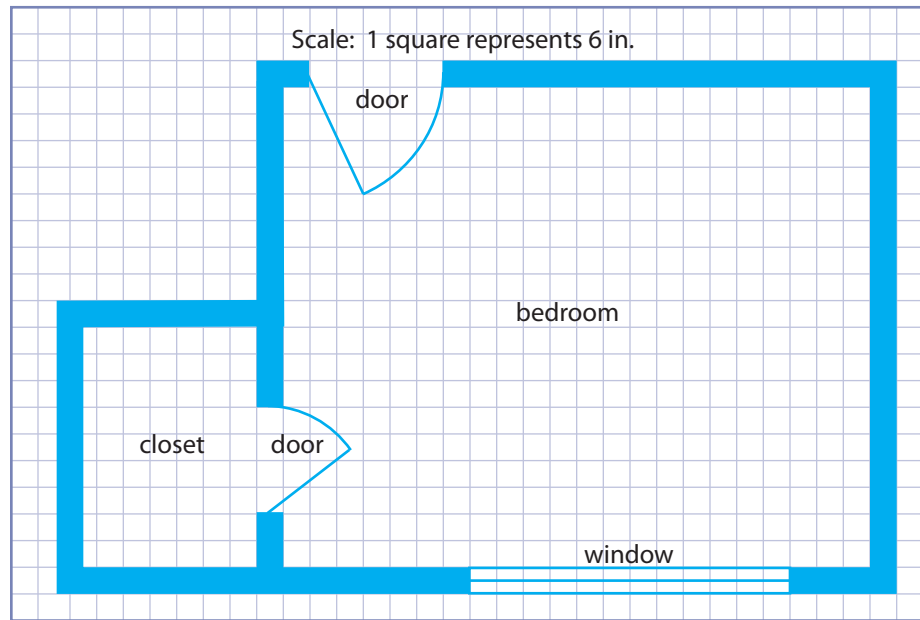 Scale: 1 square represents 6 in.
door
bedroom
closet
door
window